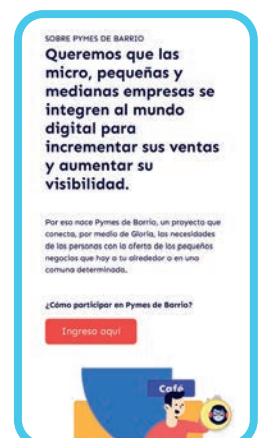 SOBRE PYMES DE BARRIO
Queremos que las
micro, pequeñas y
medianas empresas se
integren al mundo
digital para
incrementar sus ventas
y aumentar su
visibilidad.
Por eso nace Pymes de Barrio, un proyecto que
conecta, por medio de Gloria, las necesidades
de las personas con la oferta de los pequeños
negocios que hay a tu alrededor o en una
comuna determinada.
¿Cómo participar en Pymes de Barrio?
Ingresa aquí
Café